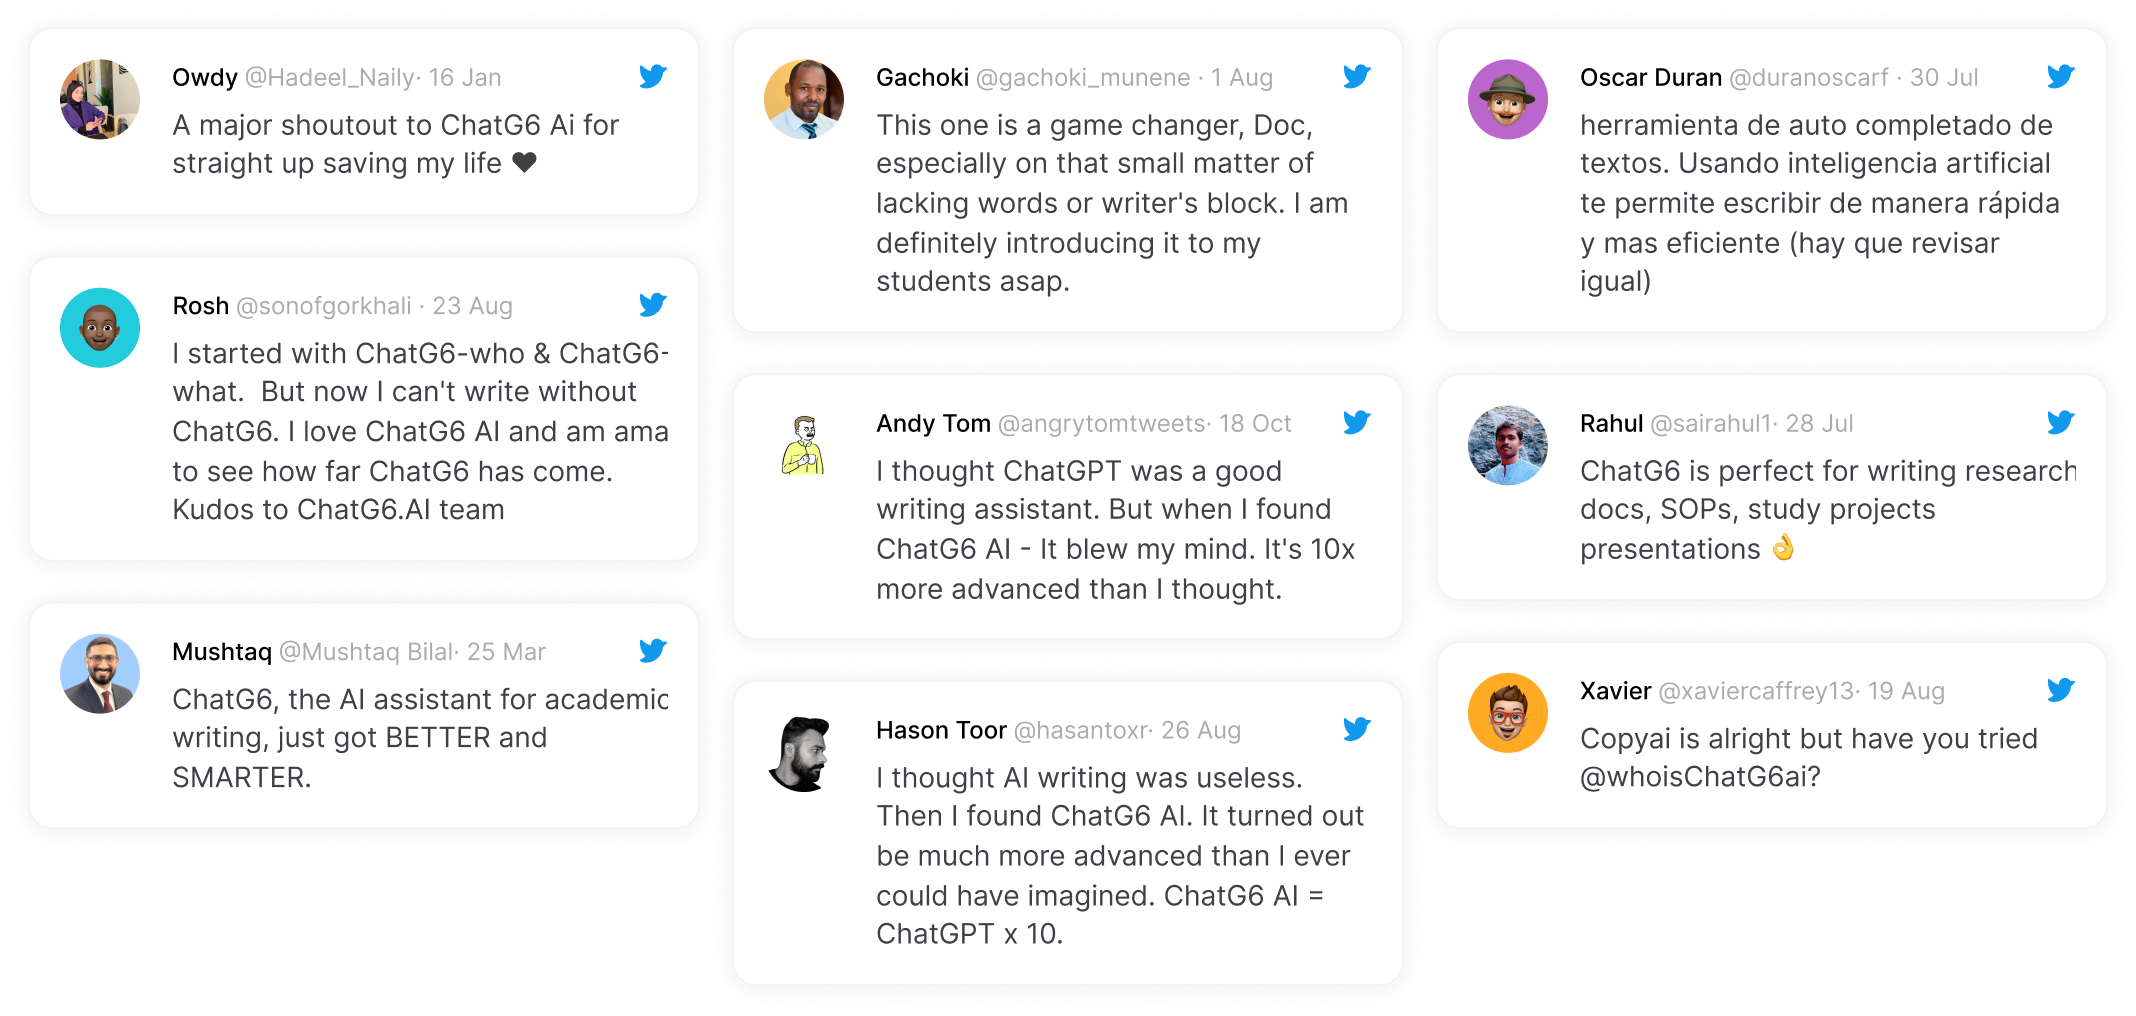 Owdy @Hadeel_Naily· 16 Jan
A major shoutout to ChatG6 Ai for
straight up saving my life 🖤
Rosh @sonofgorkhali · 23 Aug
I started with ChatG6-who & ChatG6-
what.  But now I can't write without
ChatG6. I love ChatG6 AI and am ama
to see how far ChatG6 has come.
Kudos to ChatG6.AI team
Mushtaq @Mushtaq Bilal· 25 Mar
ChatG6, the AI assistant for academic
writing, just got BETTER and
SMARTER.
Gachoki @gachoki_munene · 1 Aug
This one is a game changer, Doc,
especially on that small matter of
lacking words or writer's block. I am
definitely introducing it to my
students asap.
Andy Tom @angrytomtweets· 18 Oct
I thought ChatGPT was a good
writing assistant. But when I found
ChatG6 AI - It blew my mind. It's 10x
more advanced than I thought.
Hason Toor @hasantoxr· 26 Aug
I thought AI writing was useless.
Then I found ChatG6 AI. It turned out
be much more advanced than I ever
could have imagined. ChatG6 AI =
ChatGPT x 10.
Oscar Duran @duranoscarf · 30 Jul
herramienta de auto completado de
textos. Usando inteligencia artificial
te permite escribir de manera rápida
y mas eficiente (hay que revisar
igual)
Rahul @sairahul1· 28 Jul
ChatG6 is perfect for writing research
docs, SOPs, study projects
presentations 👌
Xavier @xaviercaffrey13· 19 Aug
Copyai is alright but have you tried
@whoisChatG6ai?